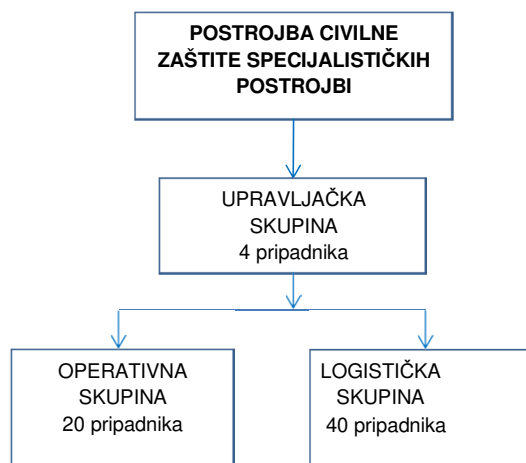 POSTROJBA CIVILNE
ZAŠTITE SPECIJALISTIČKIH
POSTROJBI
UPRAVLJAČKA
SKUPINA
4 pripadnika
OPERATIVNA
SKUPINA
20 pripadnika
LOGISTIČKA
SKUPINA
40 pripadnika